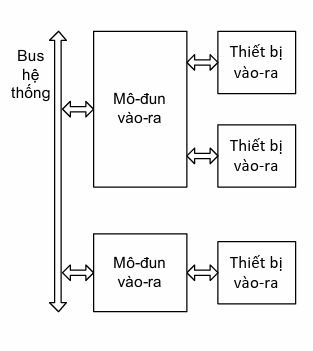 Bus
hệ
thống
Mô-đun
vào-ra
Thiết bị
vào-ra
Thiết bị
vào-ra
Mô-đun
vào-ra
Thiết bị
vào-ra